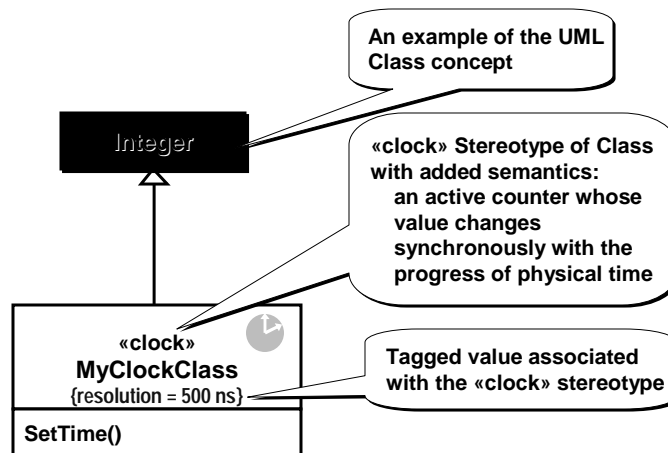 An example of the UML
Class concept
Integer
«clock» Stereotype of Class
with added semantics:
an active counter whose
value changes
synchronously with the
progress of physical time
«clock»
MyClockClass
{resolution = 500 ns}
Tagged value associated
with the «clock» stereotype
SetTime()